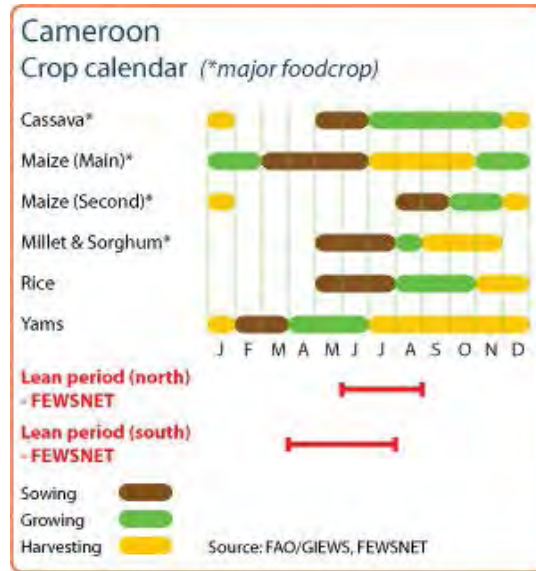 Cameroon
Crop calendar (*major foodcrop)
Cassava*
Maize (Main)*
Maize (Second)*
Millet & Sorghum*
Rice
Yams
J F M A M J J A S O N D
Lean period (north)
- FEWSNET
Lean period (south)
- FEWSNET
Sowing
Growing
Harvesting
Source: FAO/GIEWS, FEWSNET